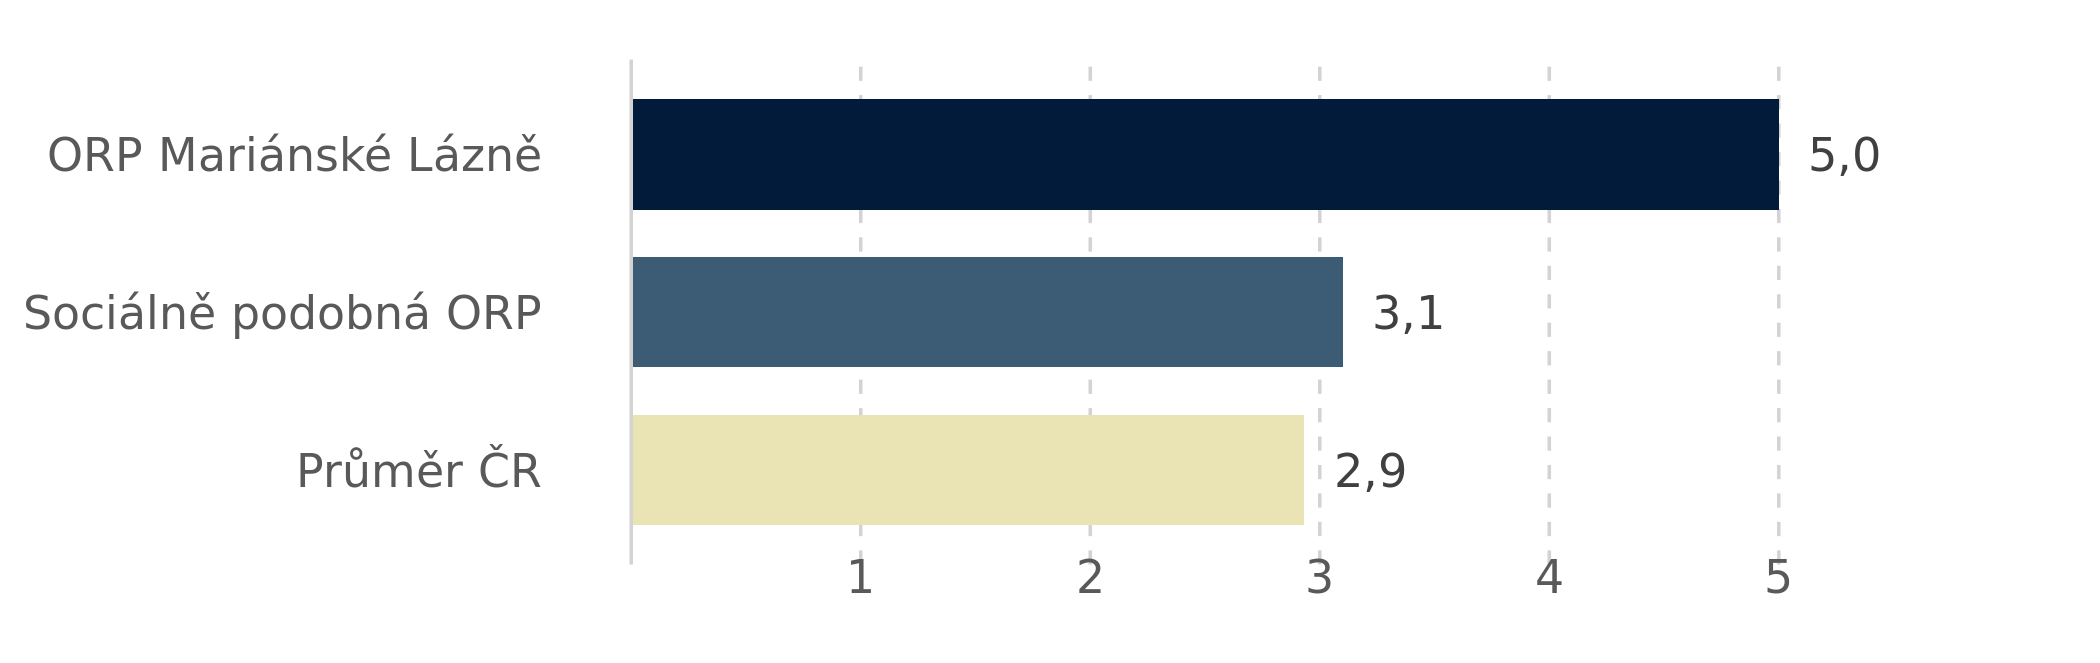 ORP Mariánské Lázně
5,0
Sociálně podobná ORP
3,1
Průměr ČR
2,9
1 2 3 4 5